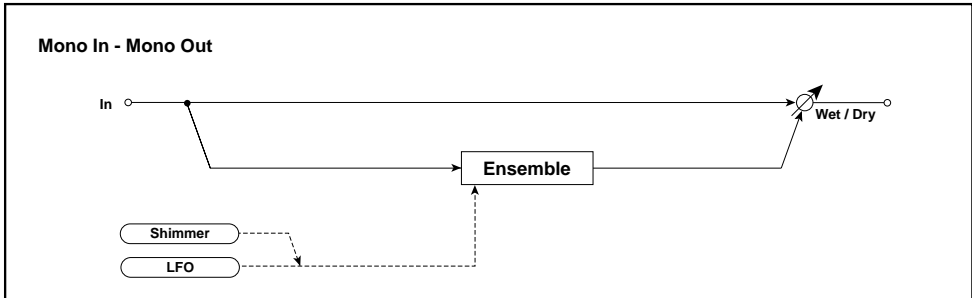 Mono In - Mono Out
In
Wet / Dry
Ensemble
Shimmer
LFO